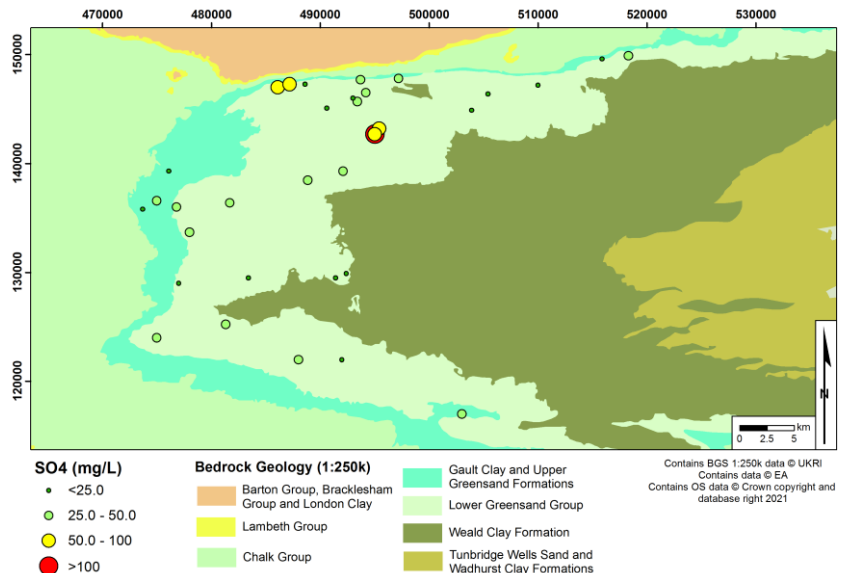 470000 480000 490000 500000 510000 520000 530000
150000
140000
130000
120000
N
km
0 2.5 5
SO4 (mg/L)
<25.0
25.0 - 50.0
50.0 - 100
>100
Bedrock Geology (1:250k)
Barton Group, Bracklesham
Group and London Clay
Lambeth Group
Chalk Group
Gault Clay and Upper
Greensand Formations
Lower Greensand Group
Weald Clay Formation
Tunbridge Wells Sand and
Wadhurst Clay Formations
Contains BGS 1:250k data © UKRI
Contains data © EA
Contains OS data © Crown copyright and
database right 2021